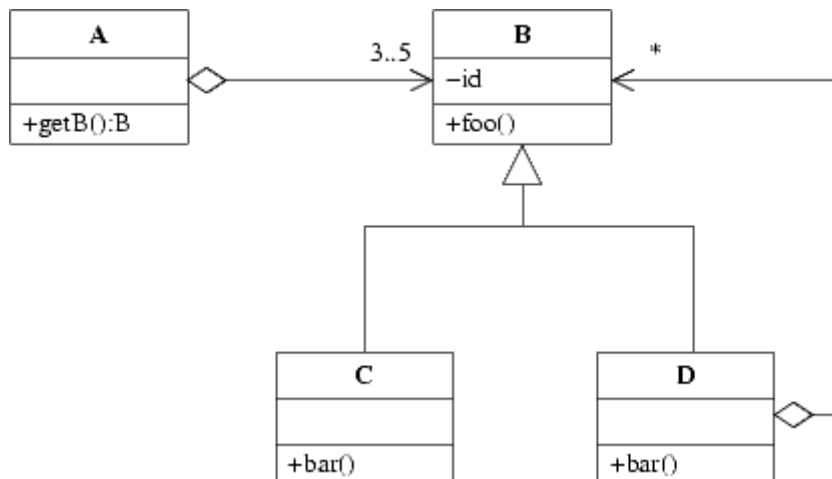 A
+getB():B
3..5
B
–id
+foo()
*
C
+bar()
D
+bar()